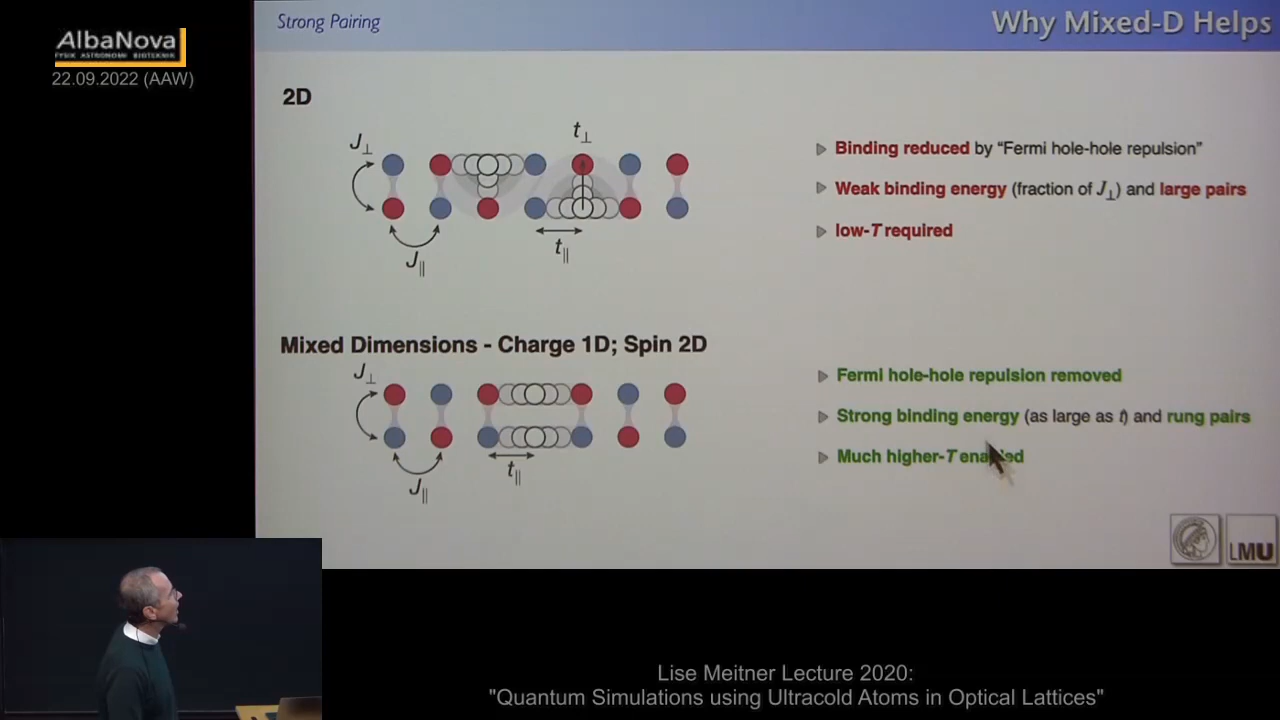 AlbaNova
FYSIK ASTRONOMI BIOTEKNIK
22.09.2022 (AAW)
Strong Pairing
Why Mixed-D Helps
2D
J⊥
t⊥
t||
J||
Binding reduced by “Fermi hole-hole repulsion”
Weak binding energy (fraction of J⊥) and large pairs
low-T required
Mixed Dimensions - Charge 1D; Spin 2D
J⊥
t||
J||
Fermi hole-hole repulsion removed
Strong binding energy (as large as t) and rung pairs
Much higher-T enabled
LMU
Lise Meitner Lecture 2020:
"Quantum Simulations using Ultracold Atoms in Optical Lattices"